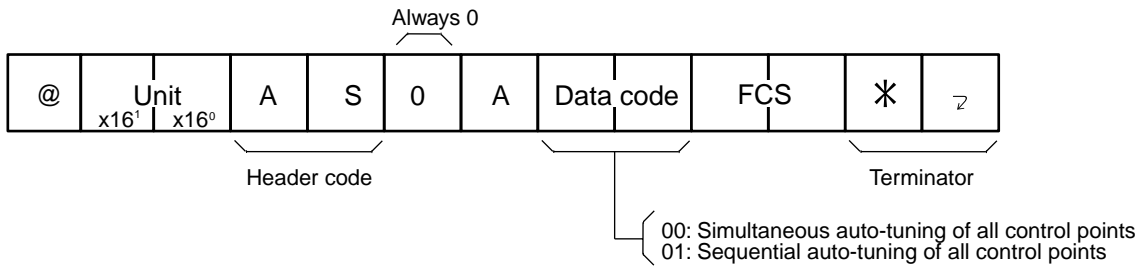 Always 0
@ Unit A S 0 A Data code FCS * ↵
x16¹ x16⁰
Header code
Terminator
00: Simultaneous auto-tuning of all control points
01: Sequential auto-tuning of all control points